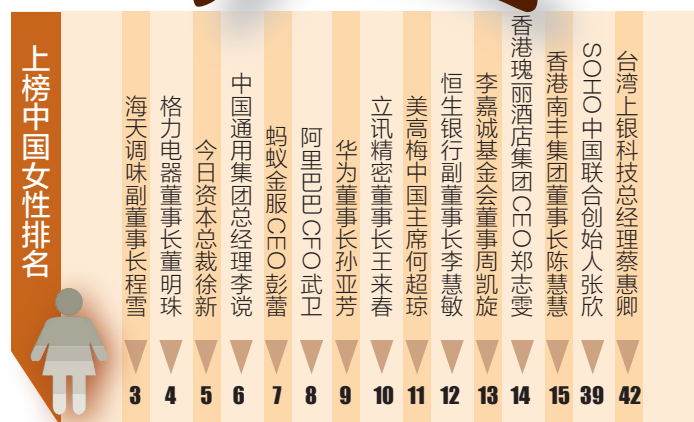 上榜中国女性排名
海天调味副董事长程雪
格力电器董事长董明珠
今日资本总裁徐新
中国通用集团总经理李谠
蚂蚁金服CEO彭蕾
阿里巴巴CFO武卫
华为董事长孙亚芳
立讯精密董事长王来春
美高梅中国主席何超琼
恒生银行副董事长李慧敏
李嘉诚基金会董事周凯旋
香港瑰丽酒店集团CEO郑志雯
香港南丰集团董事长陈慧慧
SOHO中国联合创始人张欣
台湾上银科技总经理蔡惠卿
3 4 5 6 7 8 9 10 11 12 13 14 15 39 42